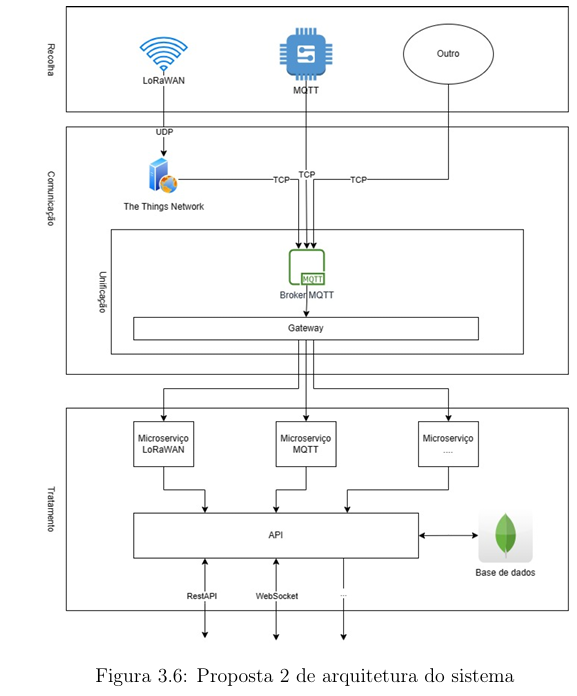 Recolha
LoRaWAN
MQTT
Outro
UDP
Comunicação
The Things Network
TCP
TCP
TCP
Unificação
MQTT
Broker MQTT
Gateway
Tratamento
Microserviço
LoRaWAN
Microserviço
MQTT
Microserviço
....
API
Base de dados
RestAPI
WebSocket
...
Figura 3.6: Proposta 2 de arquitetura do sistema